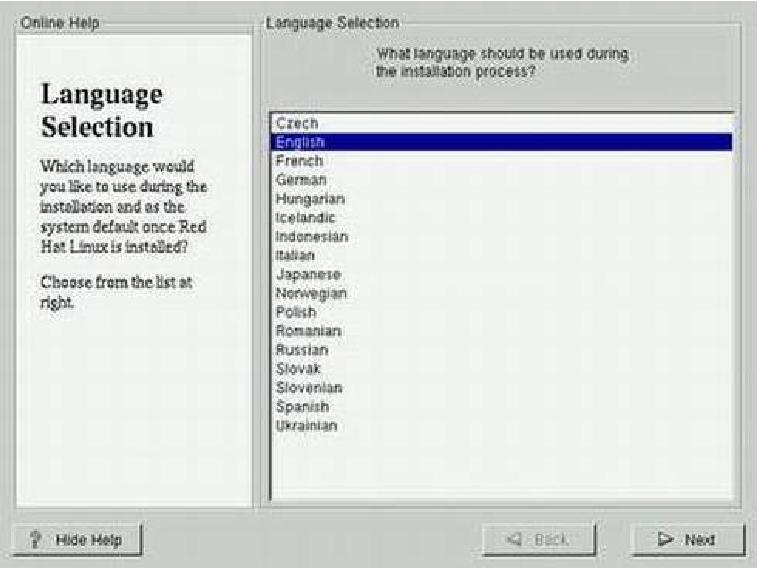 Online Help
Language
Selection
Which language would
you like to use during the
installation and as the
system default once Red
Hat Linux is installed?
Choose from the list at
right.
Language Selection
What language should be used during
the installation process?
Czech
English
French
German
Hungarian
Icelandic
Indonesian
Italian
Japanese
Norwegian
Polish
Romanian
Russian
Slovak
Slovenian
Spanish
Ukrainian
? Hide Help
Back
Next